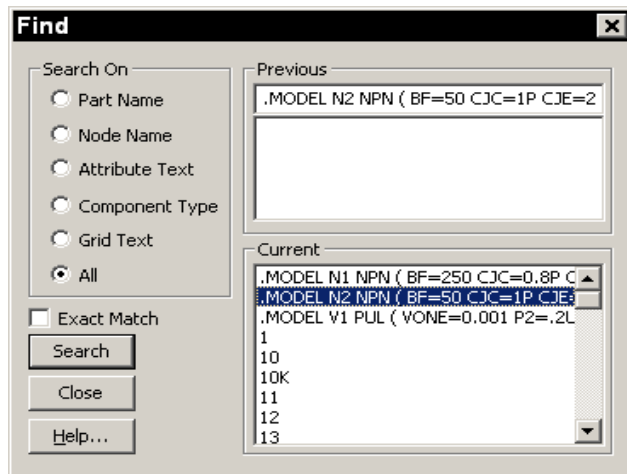 Find
Search On
Part Name
Node Name
Attribute Text
Component Type
Grid Text
All
Exact Match
Search
Close
Help...
Previous
.MODEL N2 NPN ( BF=50 CJC=1P CJE=2
Current
.MODEL N1 NPN ( BF=250 CJC=0.8P C
.MODEL N2 NPN ( BF=50 CJC=1P CJE=
.MODEL V1 PUL ( VONE=0.001 P2=.2U
1
10
10K
11
12
13